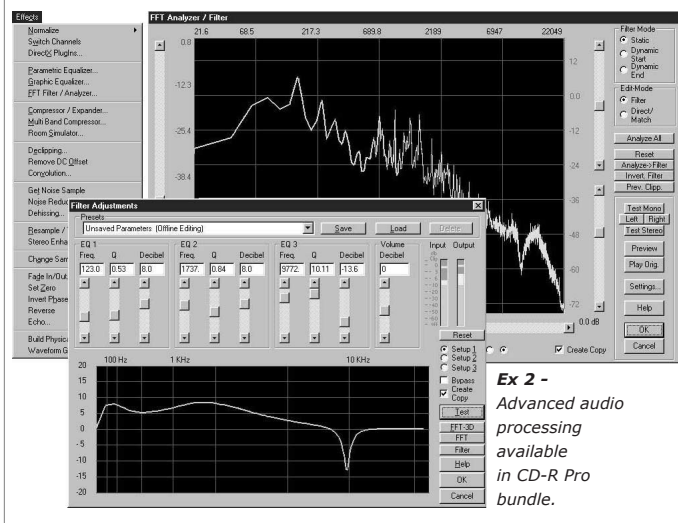 Effects
Normalize
Switch Channels
DirectX PlugIns...
Parametric Equalizer...
Graphic Equalizer...
FFT Filter / Analyzer...
Compressor / Expander...
Multi Band Compressor...
Room Simulator...
Declipping...
Remove DC Offset
Convolution...
Get Noise Sample
Noise Reduc
Dehissing...
Resample /
Stereo Enha
Change Sam
Fade In/Out
Set Zero
Invert Phase
Reverse
Echo...
Build Physica
Waveform G
FFT Analyzer / Filter
21.6 68.5 217.3 689.8 2189 6947 22049
0.8
-12.3
-25.4
-38.4
12
0.0
-12
-24
-36
-48
-60
-72
0.0 dB
Create Copy
Filter Mode
Static
Dynamic Start
Dynamic End
Edit-Mode
Filter
Direct/ Match
Analyze All
Reset
Analyze->Filter
Invert. Filter
Prev. Clipp.
Test Mono
Left Right
Test Stereo
Preview
Play Orig.
Settings...
Help
OK
Cancel
Filter Adjustments
Presets
Unsaved Parameters (Offline Editing)
Save Load Delete
EQ 1
Freq. Q Decibel
123.0 0.53 8.0
EQ 2
Freq. Q Decibel
1737. 0.84 8.0
EQ 3
Freq. Q Decibel
9772. 10.11 -13.6
Volume
Decibel
0
Input Output
Reset
Setup 1
Setup 2
Setup 3
Bypass
Create Copy
Test
FFT-3D
FFT
Filter
Help
OK
Cancel
100 Hz 1 KHz 10 KHz
20
15
10
5
0
-5
-10
-15
-20
Ex 2 -
Advanced audio
processing
available
in CD-R Pro
bundle.